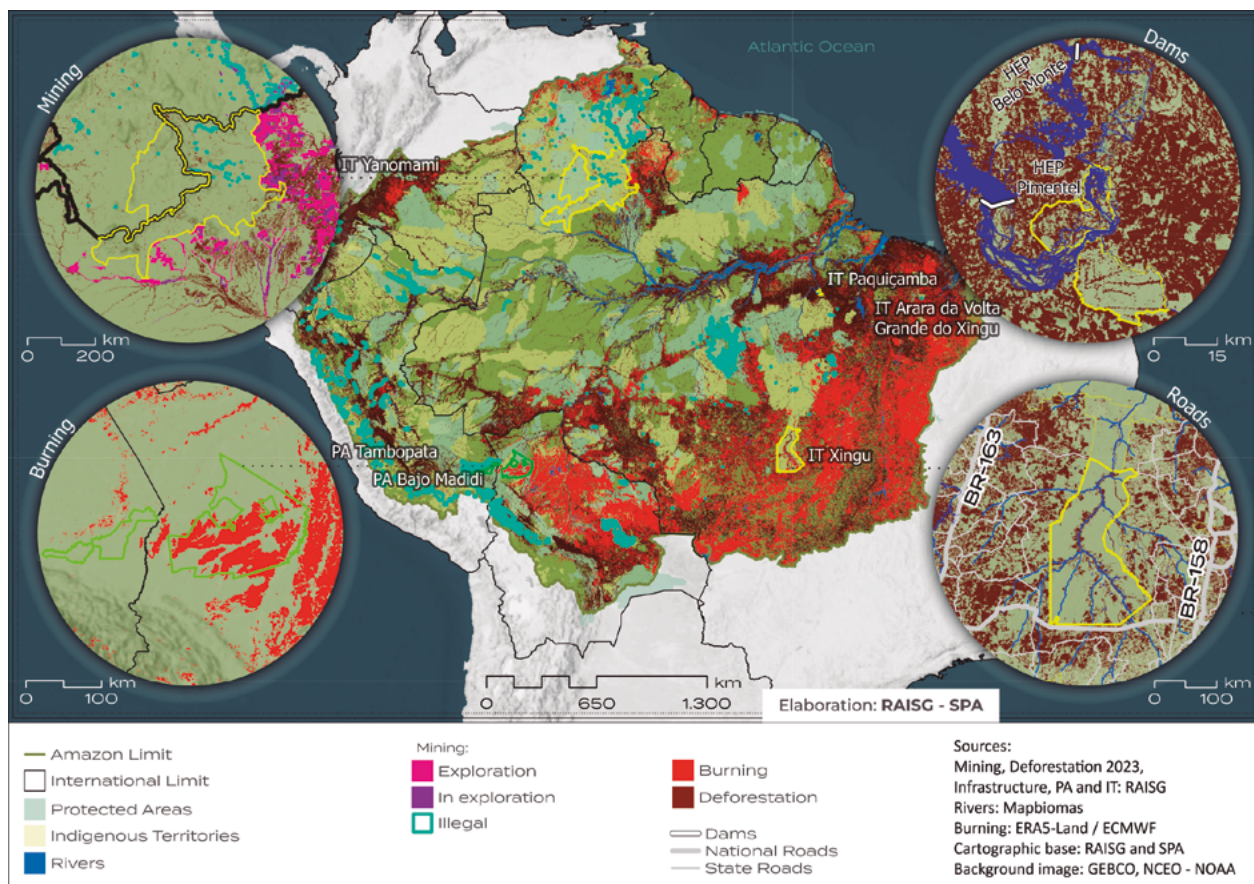 Atlantic Ocean
Mining
km
0 200
Dams
HEP
Belo Monte
HEP
Pimentel
km
0 15
Burning
km
0 100
Roads
BR-163
BR-158
km
0 100
IT Yanomami
IT Paquiçamba
IT Arara da Volta
Grande do Xingu
PA Tambopata
PA Bajo Madidi
IT Xingu
km
0 650 1.300
Elaboration: RAISG - SPA
Amazon Limit
International Limit
Protected Areas
Indigenous Territories
Rivers
Mining:
Exploration
In exploration
Illegal
Burning
Deforestation
Dams
National Roads
State Roads
Sources:
Mining, Deforestation 2023,
Infrastructure, PA and IT: RAISG
Rivers: Mapbiomas
Burning: ERA5-Land / ECMWF
Cartographic base: RAISG and SPA
Background image: GEBCO, NCEO - NOAA